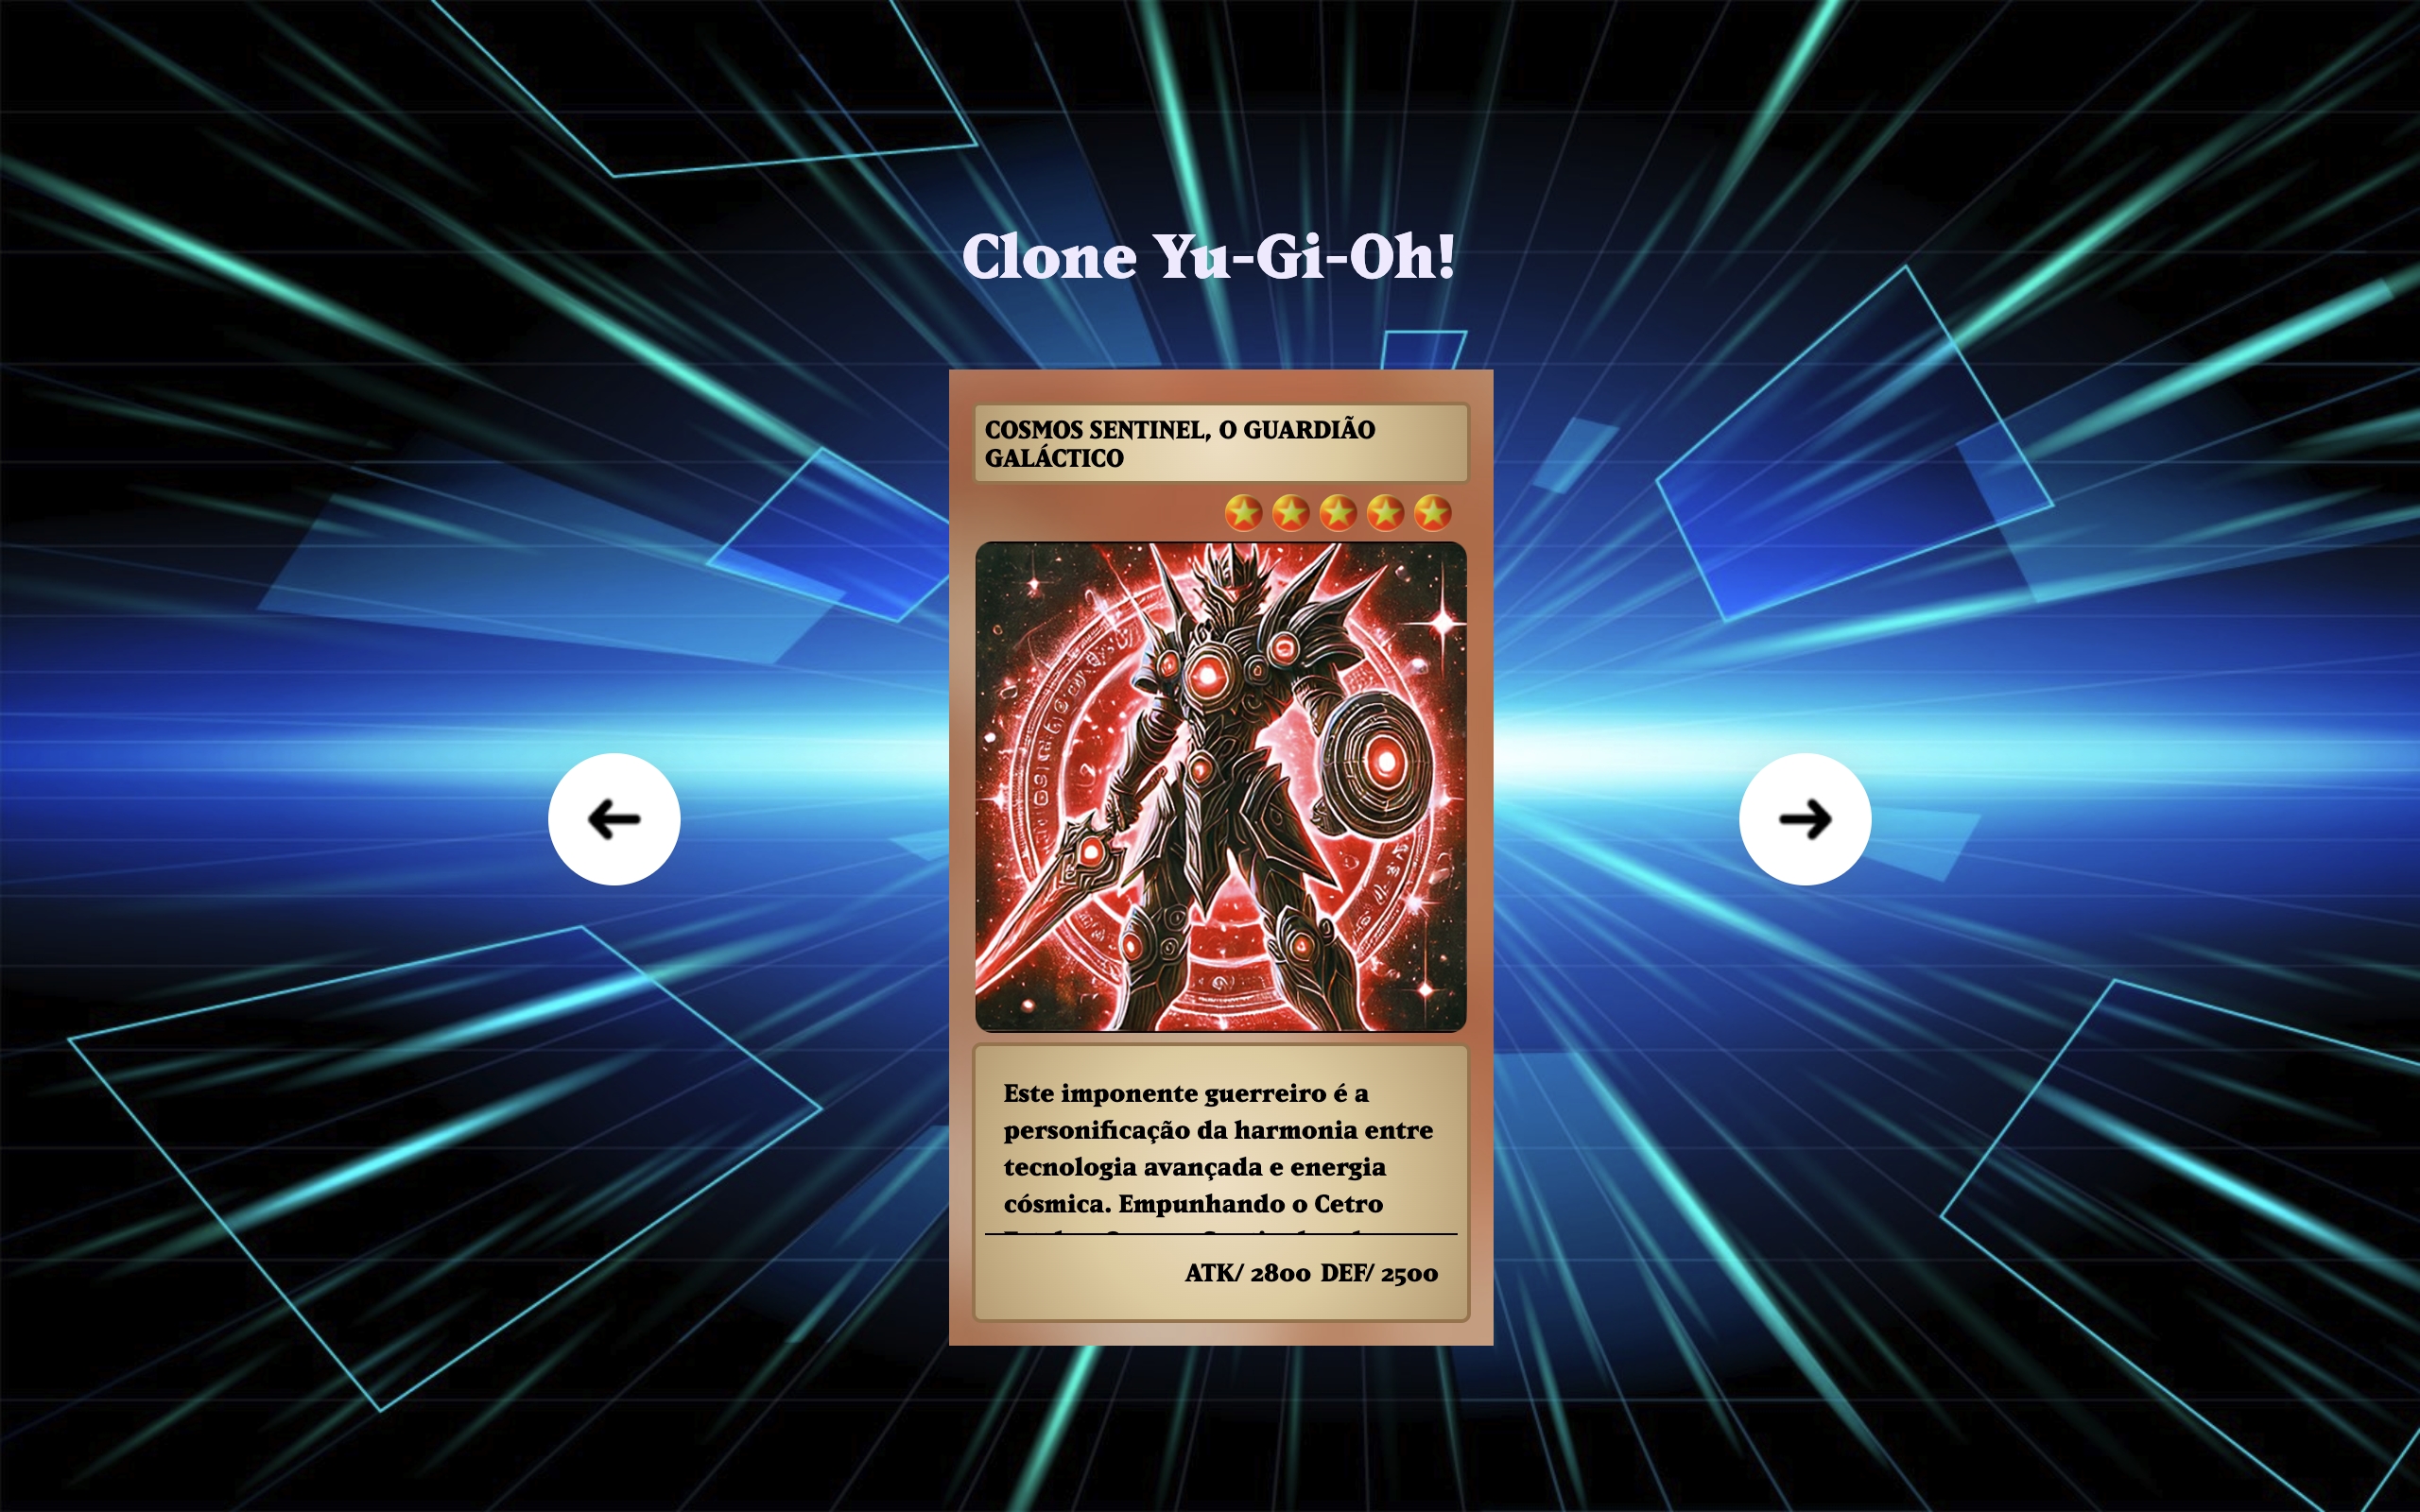 Clone Yu-Gi-Oh!
COSMOS SENTINEL, O GUARDIÃO
GALÁCTICO
Este imponente guerreiro é a
personificação da harmonia entre
tecnologia avançada e energia
cósmica. Empunhando o Cetro
ATK/ 2800 DEF/ 2500